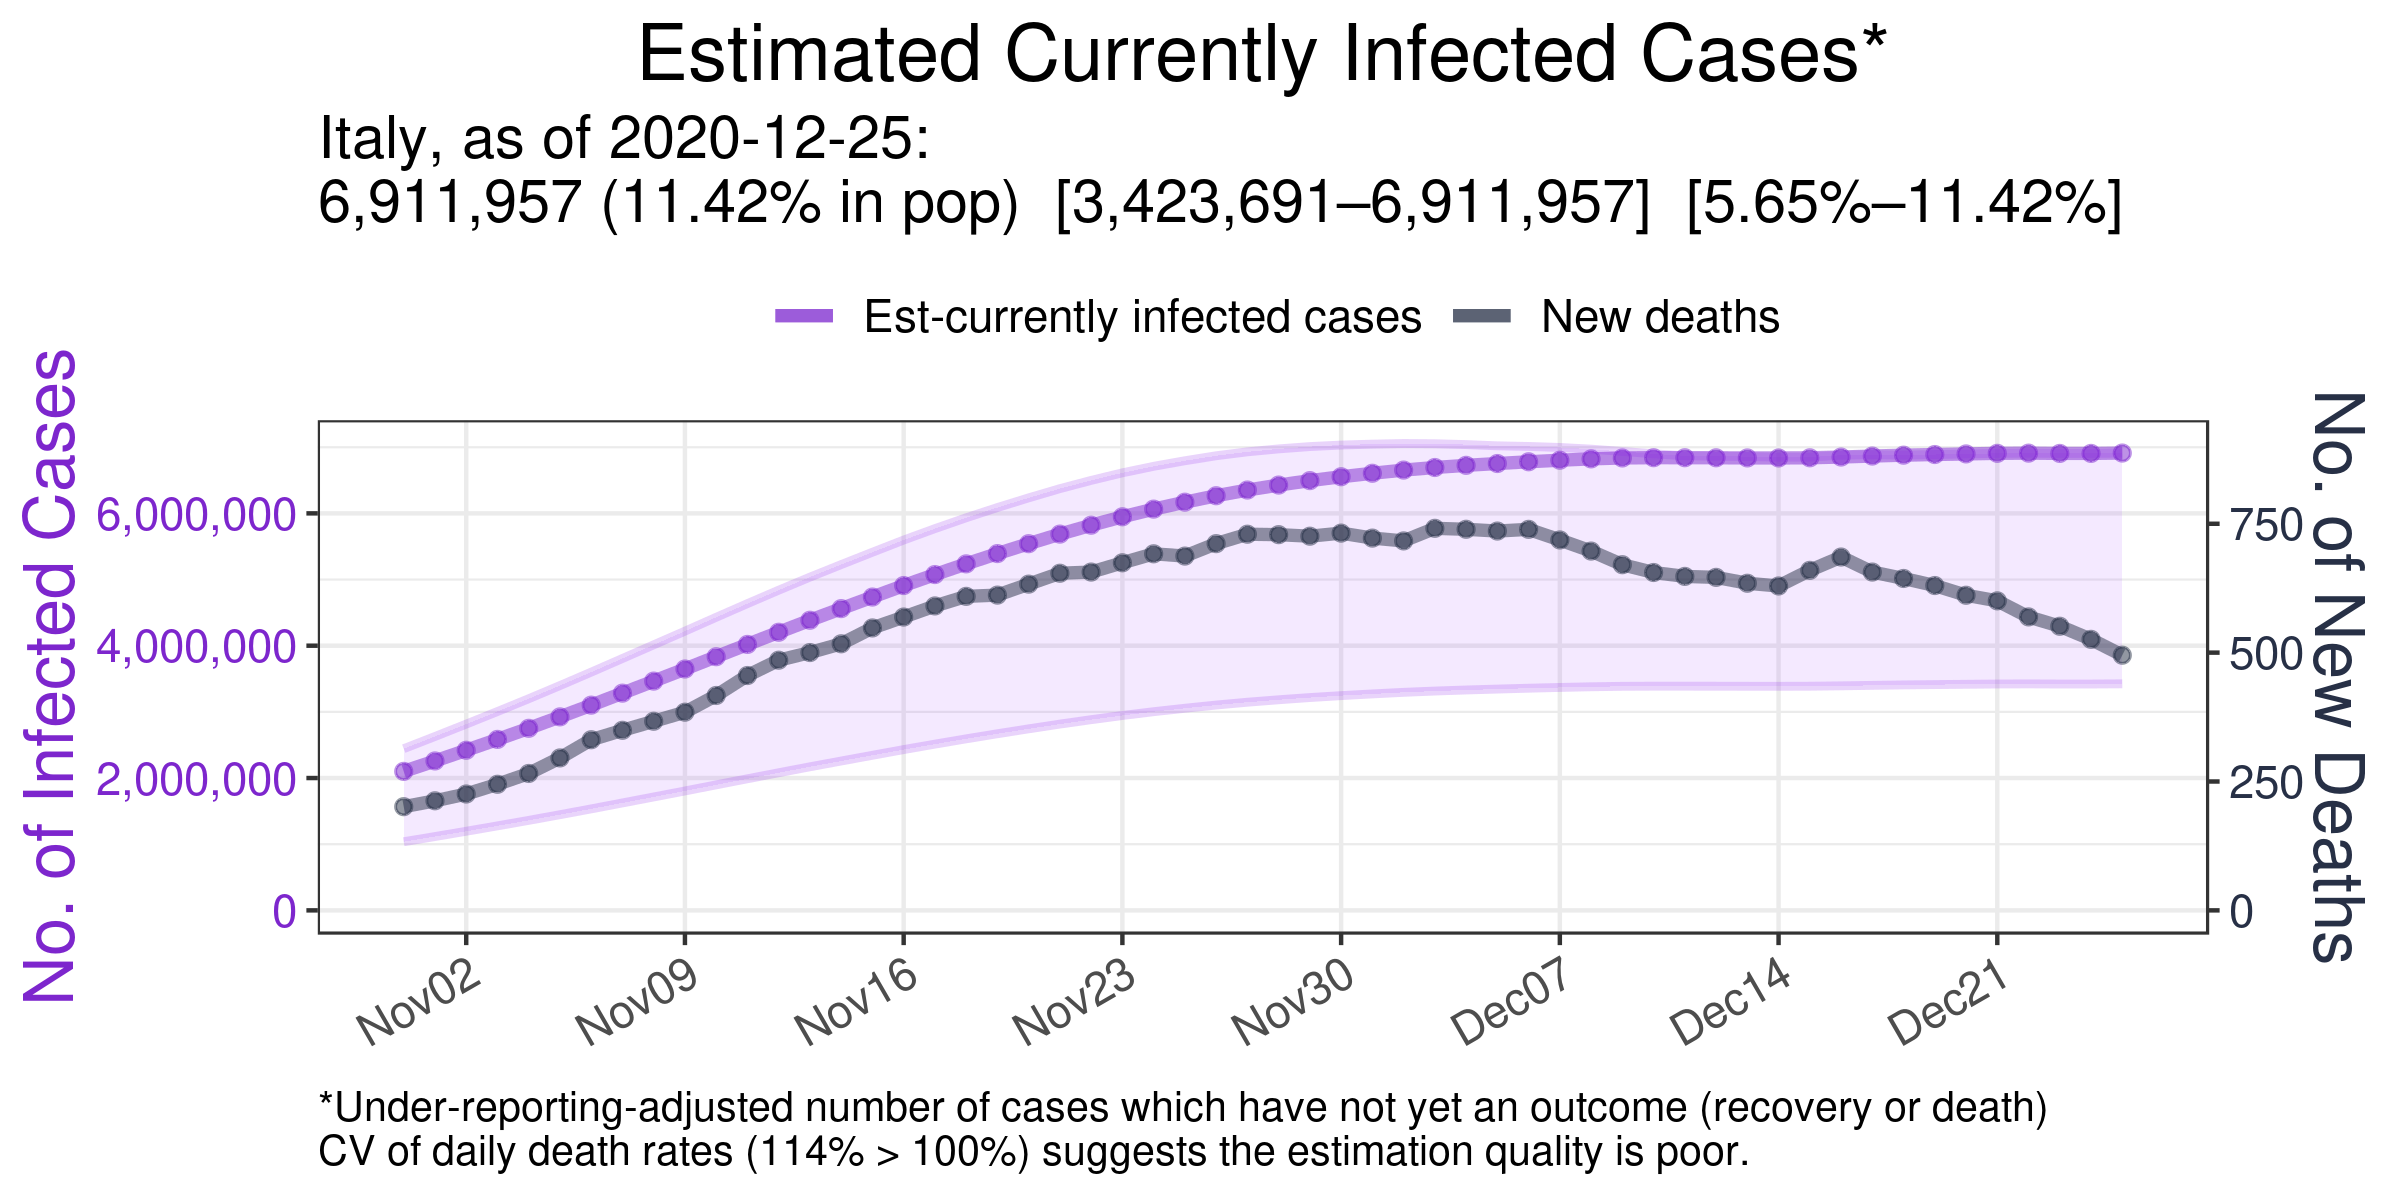 Estimated Currently Infected Cases*
Italy, as of 2020-12-25:
6,911,957 (11.42% in pop)  [3,423,691–6,911,957]  [5.65%–11.42%]
Est-currently infected cases
New deaths
No. of Infected Cases
6,000,000
4,000,000
2,000,000
0
No. of New Deaths
750
500
250
0
Nov02
Nov09
Nov16
Nov23
Nov30
Dec07
Dec14
Dec21
*Under-reporting-adjusted number of cases which have not yet an outcome (recovery or death)
CV of daily death rates (114% > 100%) suggests the estimation quality is poor.